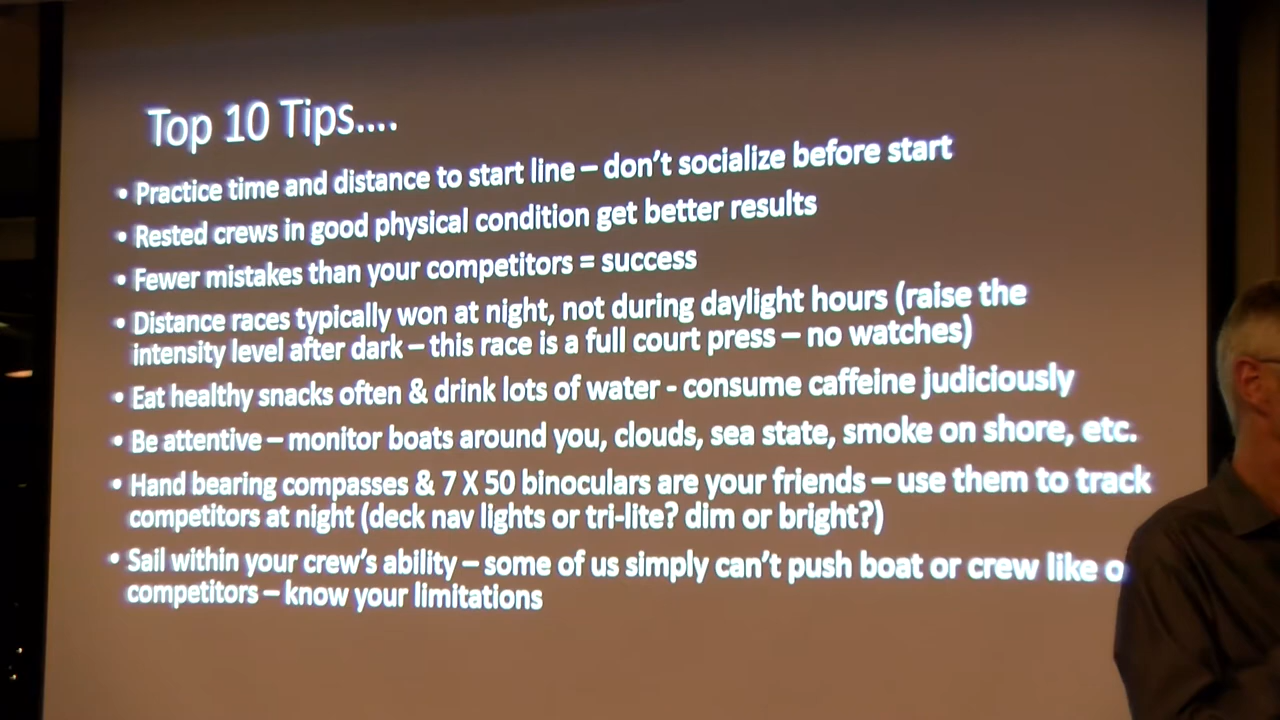 Top 10 Tips....
• Practice time and distance to start line – don't socialize before start
• Rested crews in good physical condition get better results
• Fewer mistakes than your competitors = success
• Distance races typically won at night, not during daylight hours (raise the
intensity level after dark – this race is a full court press – no watches)
• Eat healthy snacks often & drink lots of water - consume caffeine judiciously
• Be attentive – monitor boats around you, clouds, sea state, smoke on shore, etc.
• Hand bearing compasses & 7 X 50 binoculars are your friends – use them to track
competitors at night (deck nav lights or tri-lite? dim or bright?)
• Sail within your crew's ability – some of us simply can't push boat or crew like
competitors – know your limitations